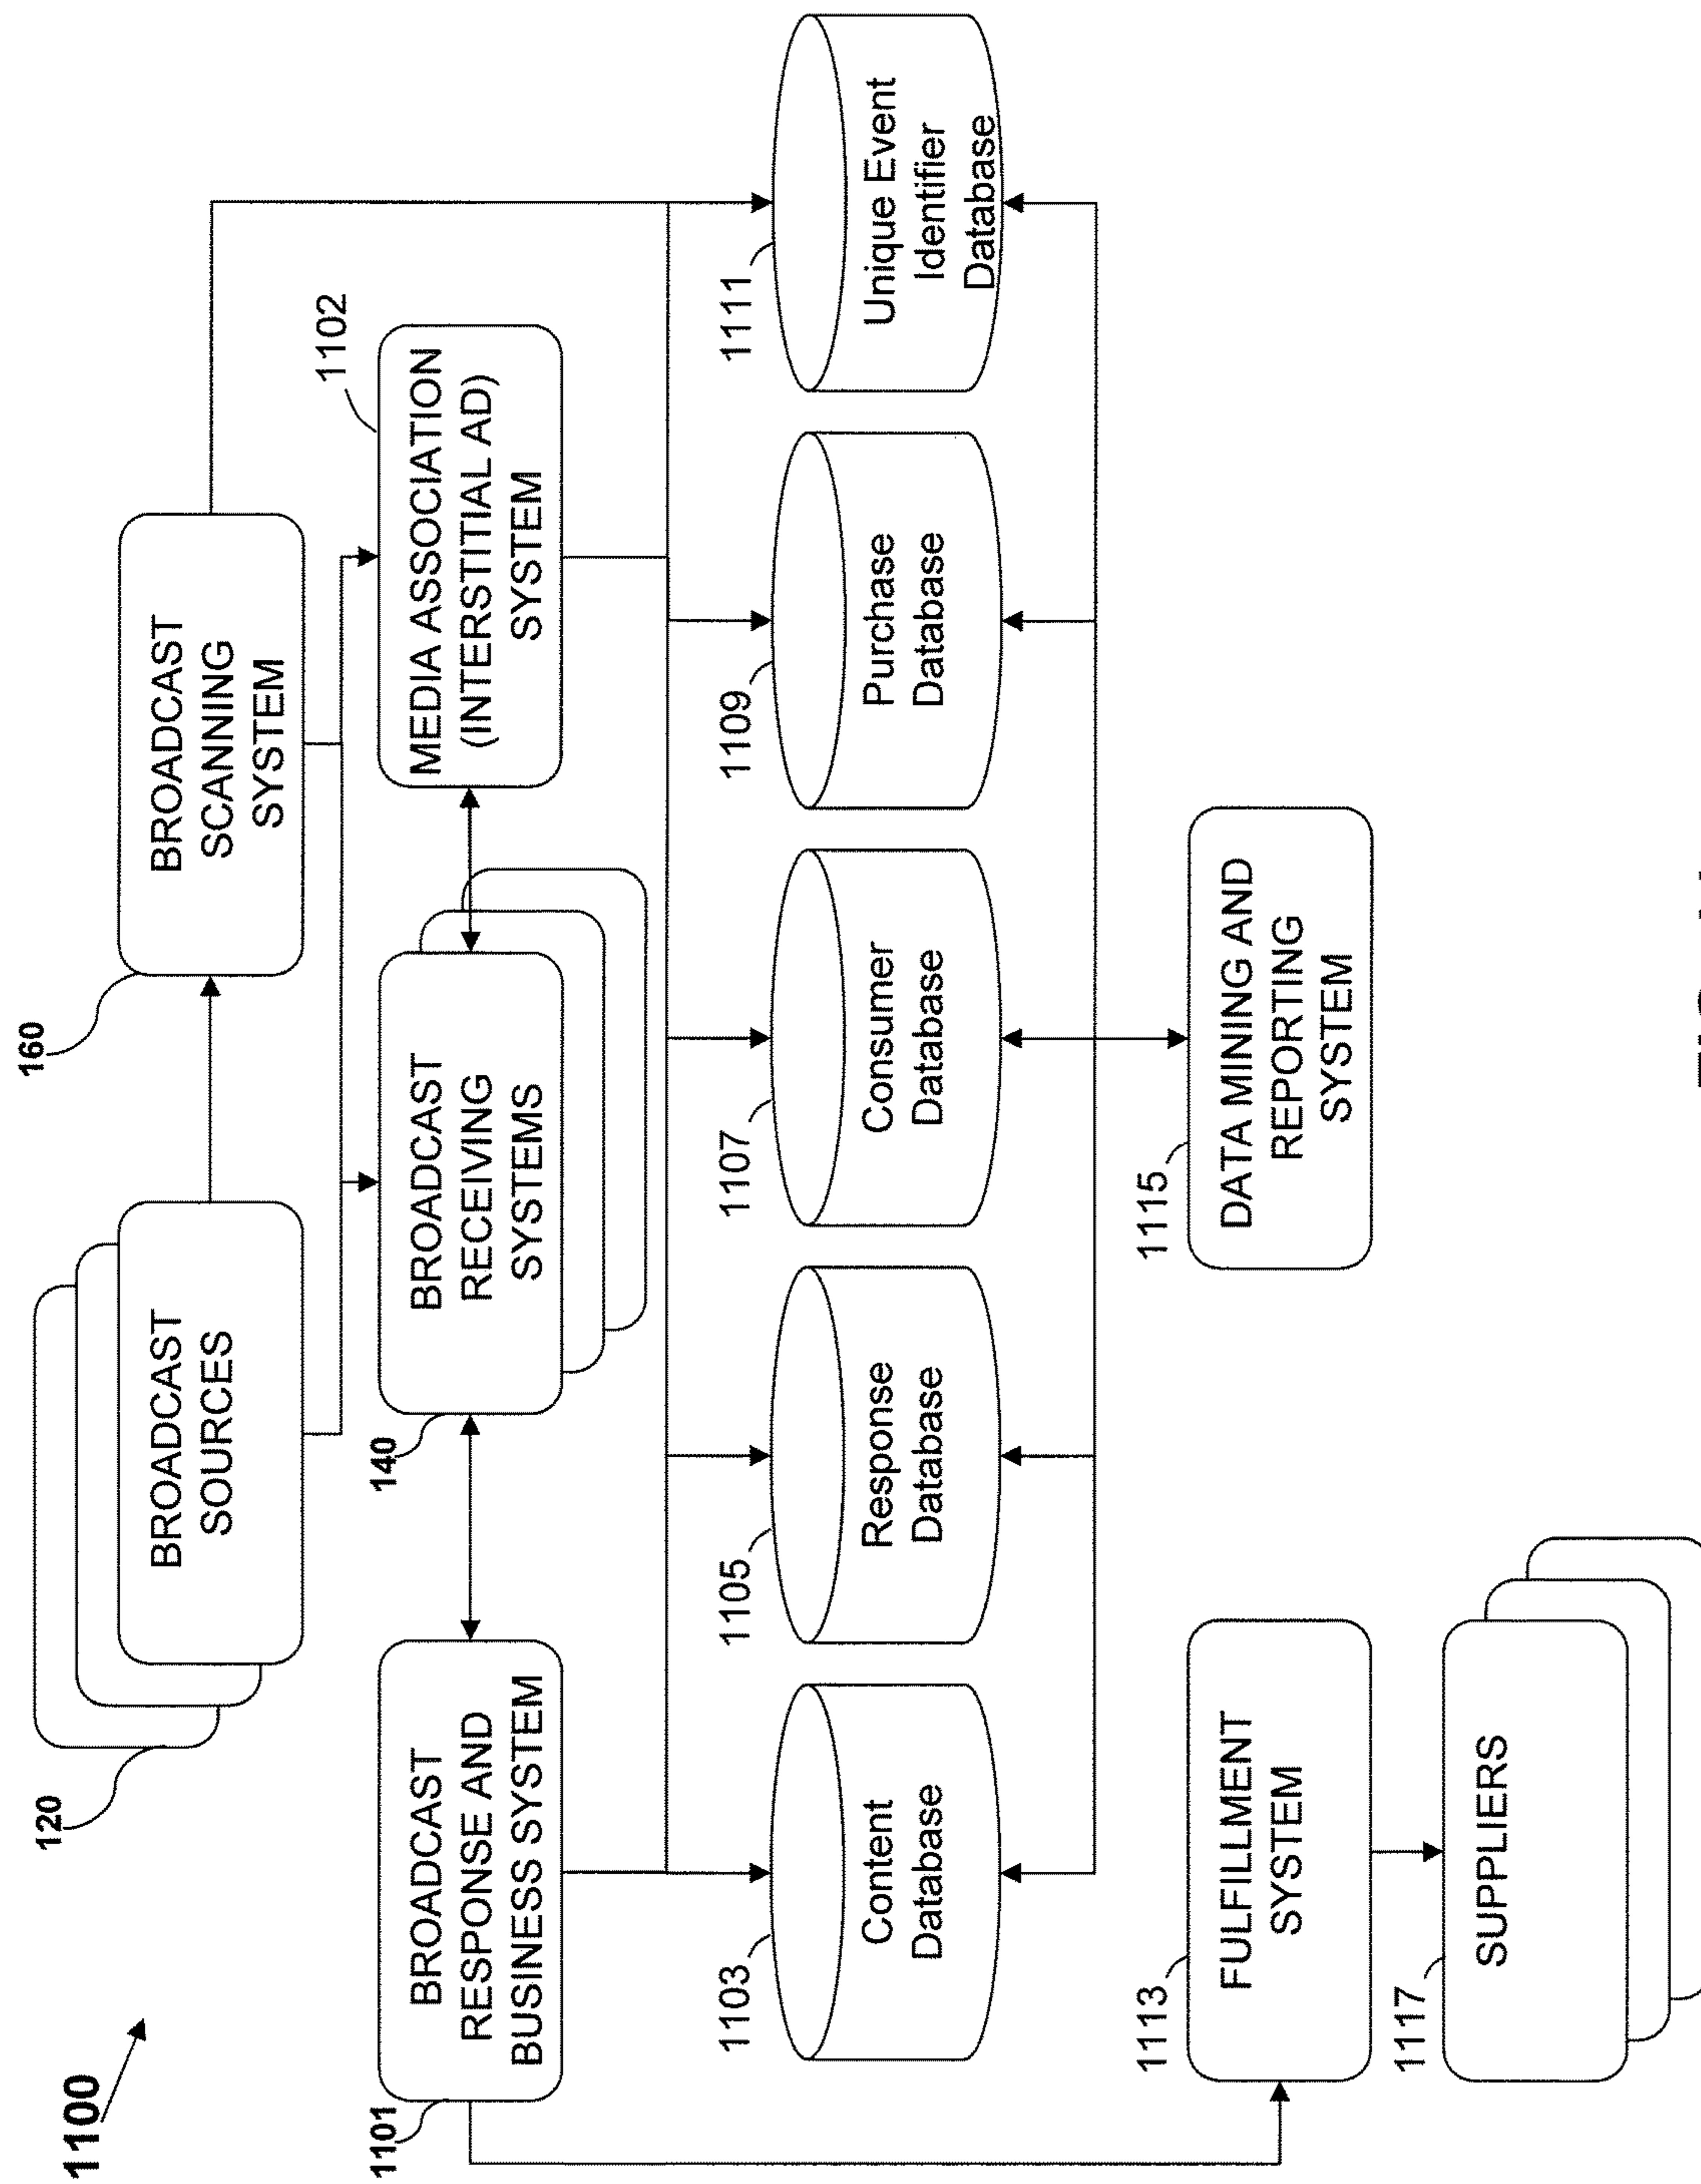 1100
120
BROADCAST
SOURCES
160
BROADCAST
SCANNING
SYSTEM
1101
BROADCAST
RESPONSE AND
BUSINESS SYSTEM
140
BROADCAST
RECEIVING
SYSTEMS
1102
MEDIA ASSOCIATION
(INTERSTITIAL AD)
SYSTEM
1103
Content
Database
1105
Response
Database
1107
Consumer
Database
1109
Purchase
Database
1111
Unique Event
Identifier
Database
1113
FULFILLMENT
SYSTEM
1115
DATA MINING AND
REPORTING
SYSTEM
1117
SUPPLIERS